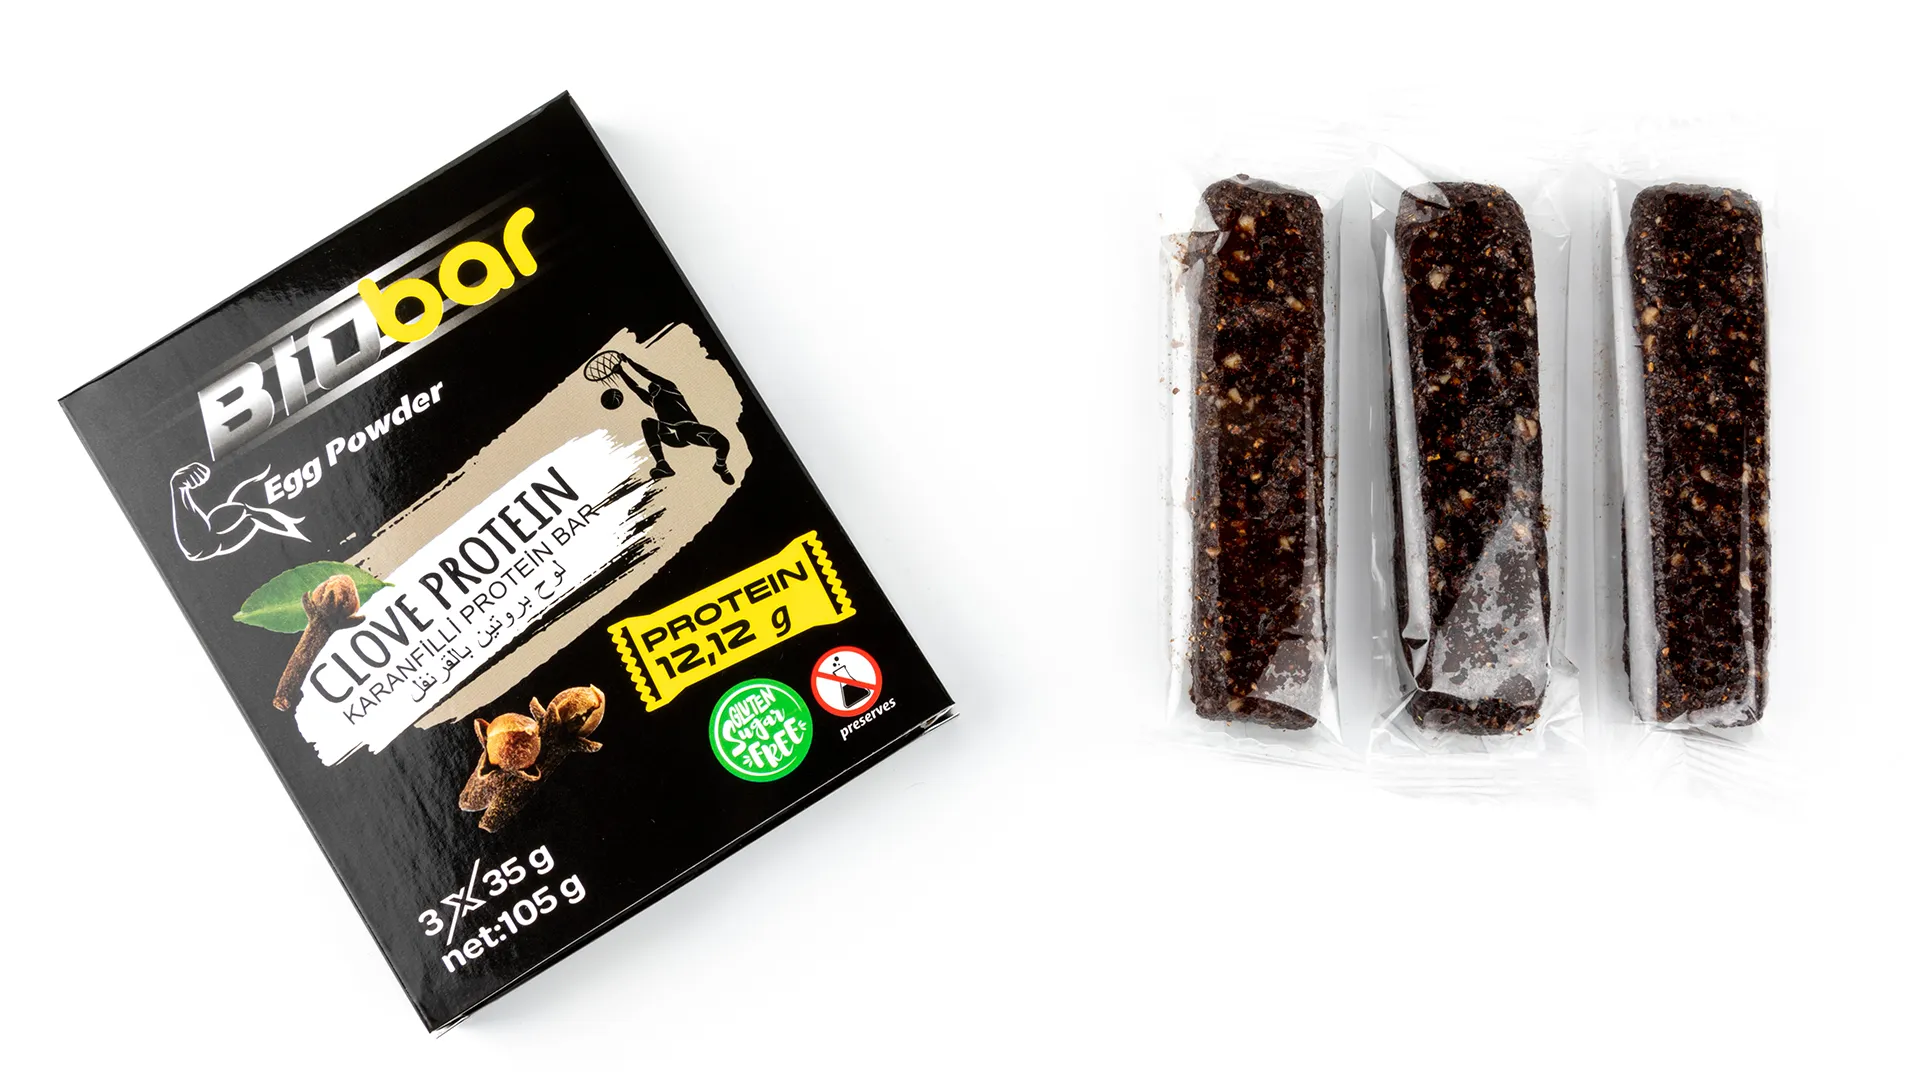 BIObar
Egg Powder
CLOVE PROTEIN
KARANFİLLİ PROTEİN BAR
لوح بروتين بالقرنفل
PROTEIN
12,12 g
GLUTEN
Sugar
FREE
preserves
3 X 35 g
net:105 g